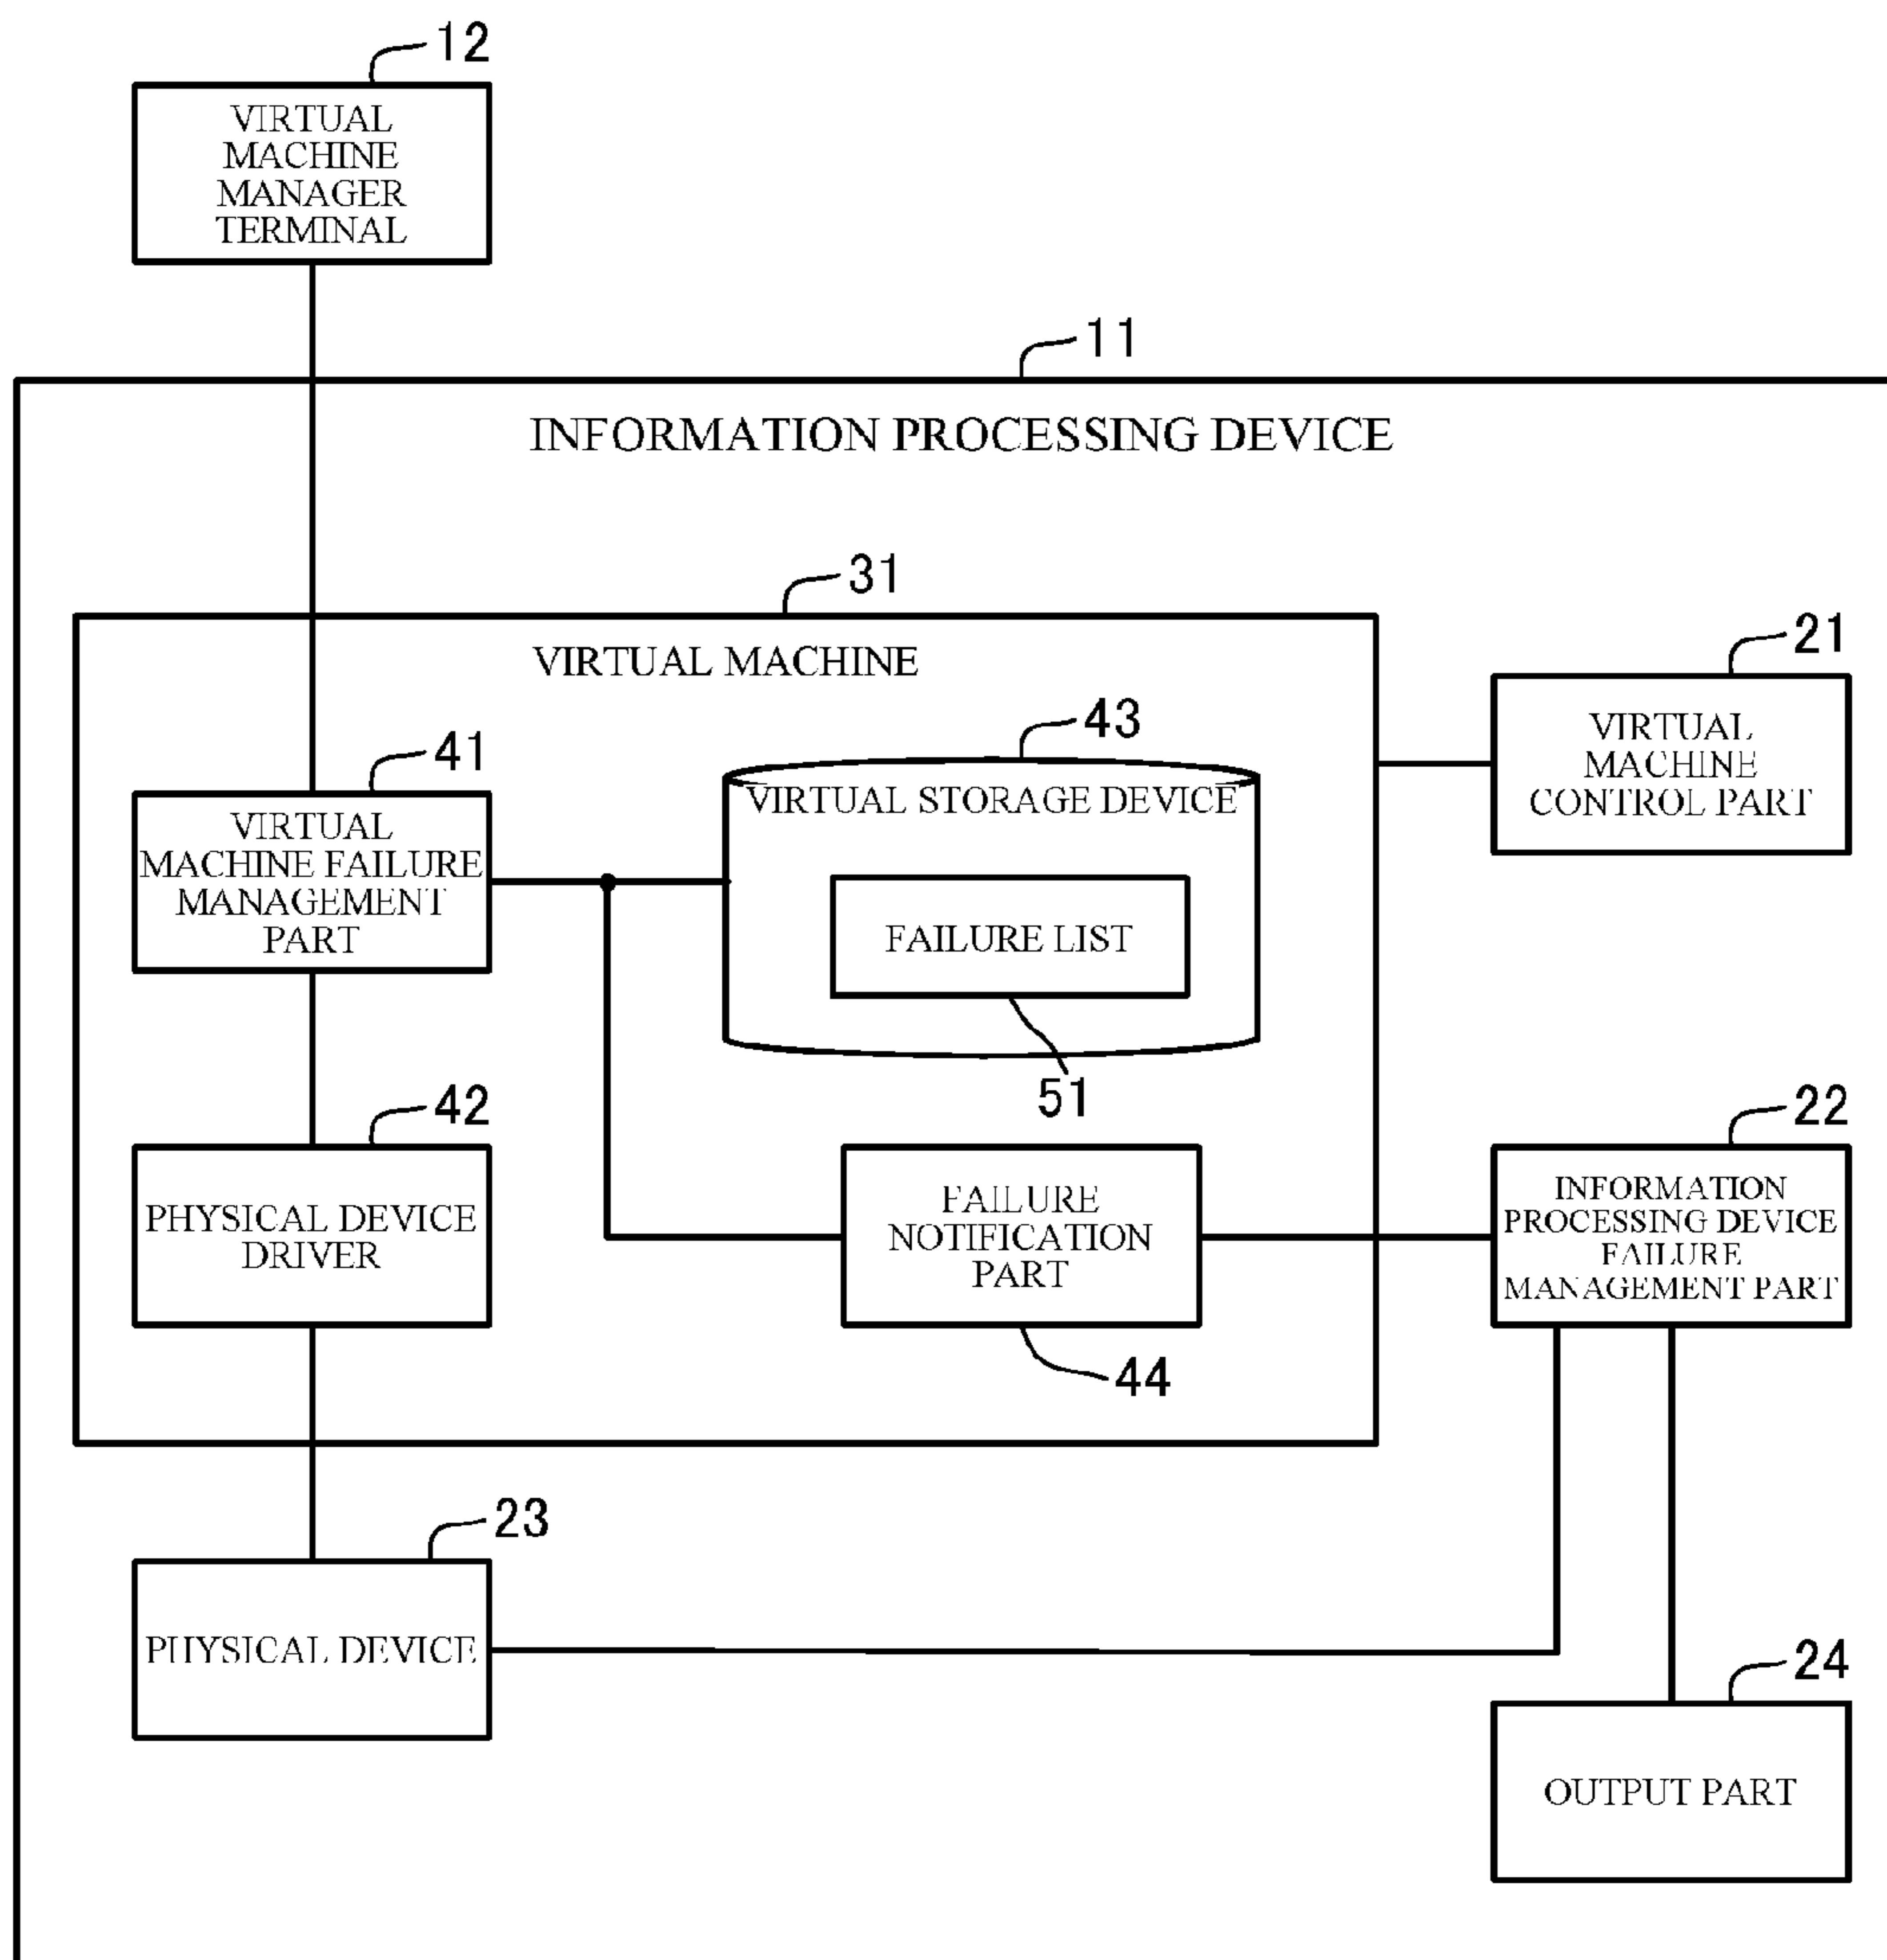 12
VIRTUAL
MACHINE
MANAGER
TERMINAL
11
INFORMATION PROCESSING DEVICE
31
VIRTUAL MACHINE
21
VIRTUAL
MACHINE
CONTROL PART
41
VIRTUAL
MACHINE FAILURE
MANAGEMENT
PART
43
VIRTUAL STORAGE DEVICE
FAILURE LIST
51
42
PHYSICAL DEVICE
DRIVER
FAILURE
NOTIFICATION
PART
44
22
INFORMATION
PROCESSING DEVICE
FAILURE
MANAGEMENT PART
23
PHYSICAL DEVICE
24
OUTPUT PART